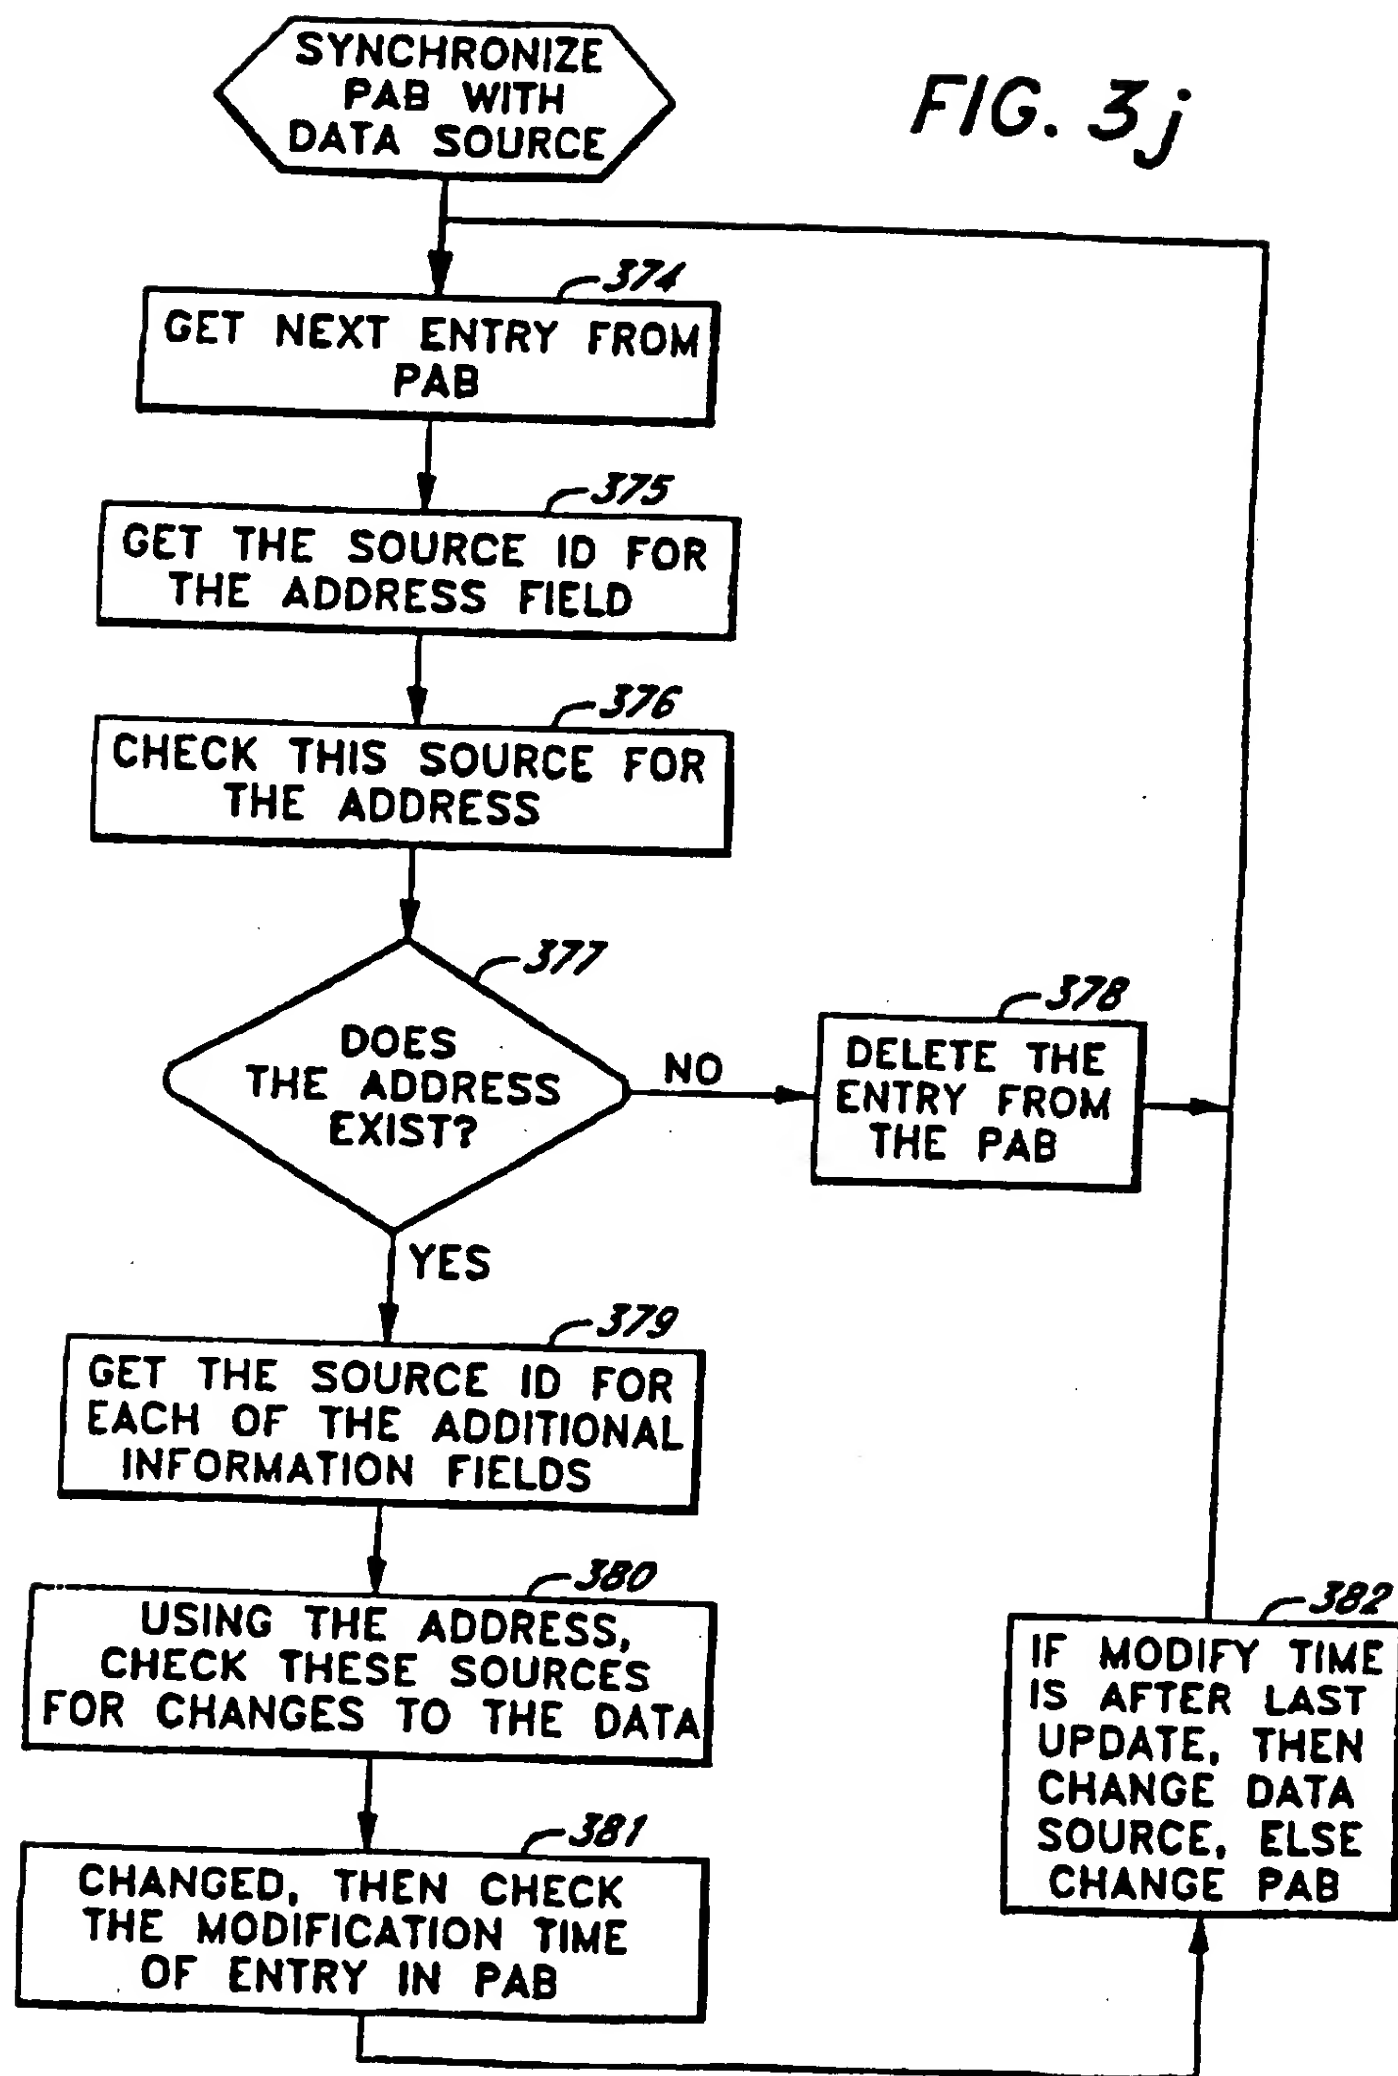 SYNCHRONIZE
PAB WITH
DATA SOURCE
FIG. 3j
374
GET NEXT ENTRY FROM
PAB
375
GET THE SOURCE ID FOR
THE ADDRESS FIELD
376
CHECK THIS SOURCE FOR
THE ADDRESS
377
DOES
THE ADDRESS
EXIST?
NO
378
DELETE THE
ENTRY FROM
THE PAB
YES
379
GET THE SOURCE ID FOR
EACH OF THE ADDITIONAL
INFORMATION FIELDS
380
USING THE ADDRESS,
CHECK THESE SOURCES
FOR CHANGES TO THE DATA
381
CHANGED, THEN CHECK
THE MODIFICATION TIME
OF ENTRY IN PAB
382
IF MODIFY TIME
IS AFTER LAST
UPDATE, THEN
CHANGE DATA
SOURCE, ELSE
CHANGE PAB